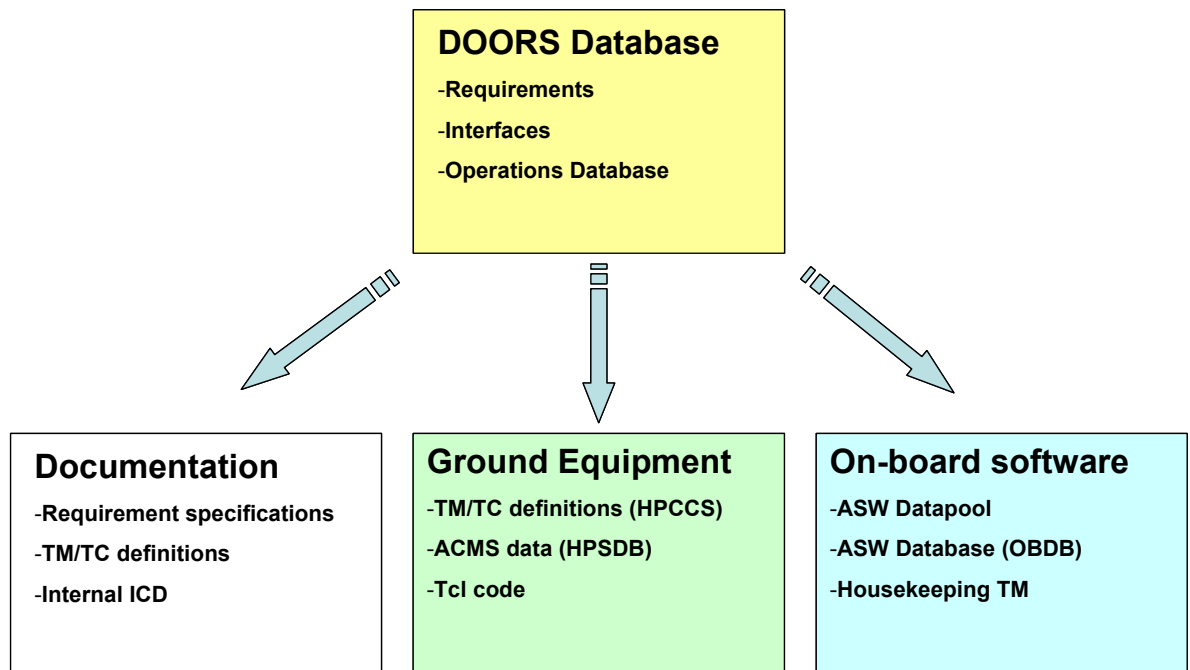 DOORS Database
-Requirements
-Interfaces
-Operations Database
Documentation
-Requirement specifications
-TM/TC definitions
-Internal ICD
Ground Equipment
-TM/TC definitions (HPCCS)
-ACMS data (HPSDB)
-Tcl code
On-board software
-ASW Datapool
-ASW Database (OBDB)
-Housekeeping TM